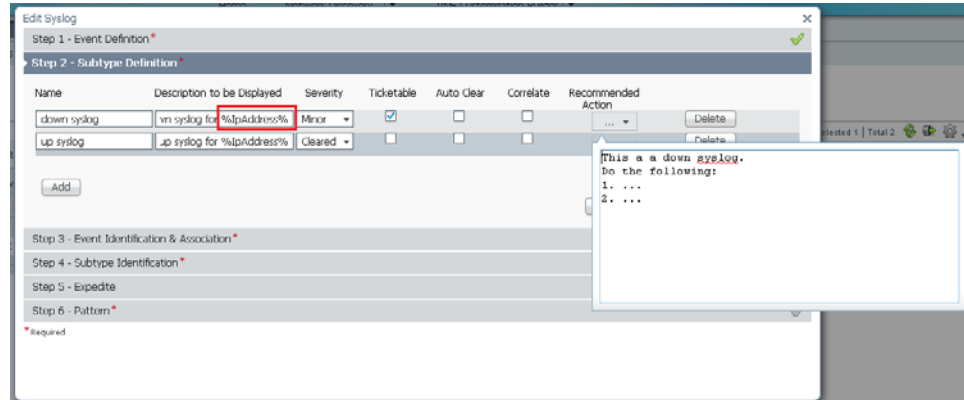 Edit Syslog
Step 1 - Event Definition*
Step 2 - Subtype Definition*
Name Description to be Displayed Severity Ticketable Auto Clear Correlate Recommended Action
down syslog vn syslog for %IpAddress% Minor ... Delete
up syslog up syslog for %IpAddress% Cleared Delete
Selected 1 | Total 2
This a a down syslog.
Do the following:
1. ...
2. ...
Add
Step 3 - Event Identification & Association*
Step 4 - Subtype Identification*
Step 5 - Expedite
Step 6 - Pattern*
*Required